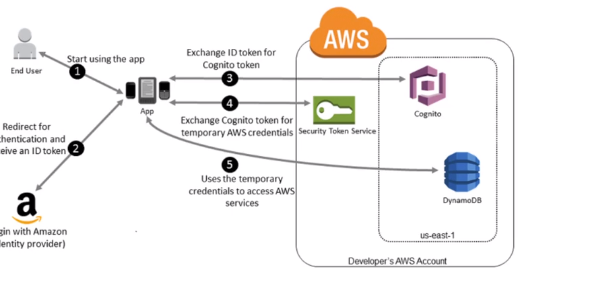 AWS
Start using the app
End User
1
Exchange ID token for
Cognito token
3
4
App
Exchange Cognito token for
temporary AWS credentials
Security Token Service
Cognito
Redirect for
thentication and
eive an ID token
2
5
Uses the temporary
credentials to access AWS
services
DynamoDB
a
gin with Amazon
dentity provider)
us-east-1
Developer's AWS Account